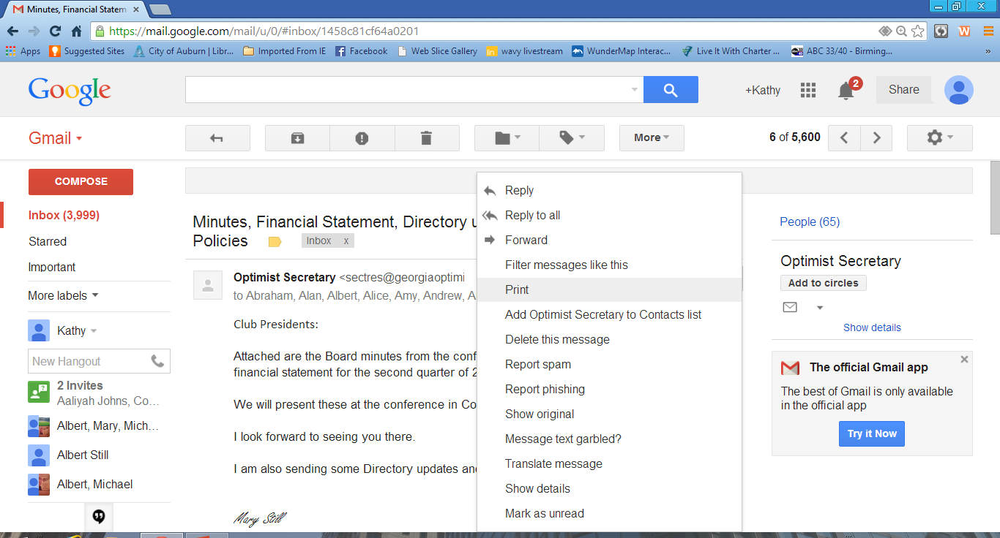 Minutes, Financial Statem
https://mail.google.com/mail/u/0/#inbox/1458c81cf64a0201
Apps Suggested Sites City of Auburn | Libr... Imported From IE Facebook Web Slice Gallery wavy livestream WunderMap Interac... Live It With Charter ... ABC 33/40 - Birming... »
Google
+Kathy
2
Share
Gmail
More
6 of 5,600
COMPOSE
Inbox (3,999)
Starred
Important
More labels
Kathy
New Hangout
2 Invites
Aaliyah Johns, Co...
Albert, Mary, Mich...
Albert Still
Albert, Michael
Minutes, Financial Statement, Directory u
Policies Inbox x
Optimist Secretary <sectres@georgiaoptimi
to Abraham, Alan, Albert, Alice, Amy, Andrew, A
Club Presidents:
Attached are the Board minutes from the conf
financial statement for the second quarter of 2
We will present these at the conference in Co
I look forward to seeing you there.
I am also sending some Directory updates and
Mary Still
Reply
Reply to all
Forward
Filter messages like this
Print
Add Optimist Secretary to Contacts list
Delete this message
Report spam
Report phishing
Show original
Message text garbled?
Translate message
Show details
Mark as unread
People (65)
Optimist Secretary
Add to circles
Show details
The official Gmail app
The best of Gmail is only available
in the official app
Try it Now